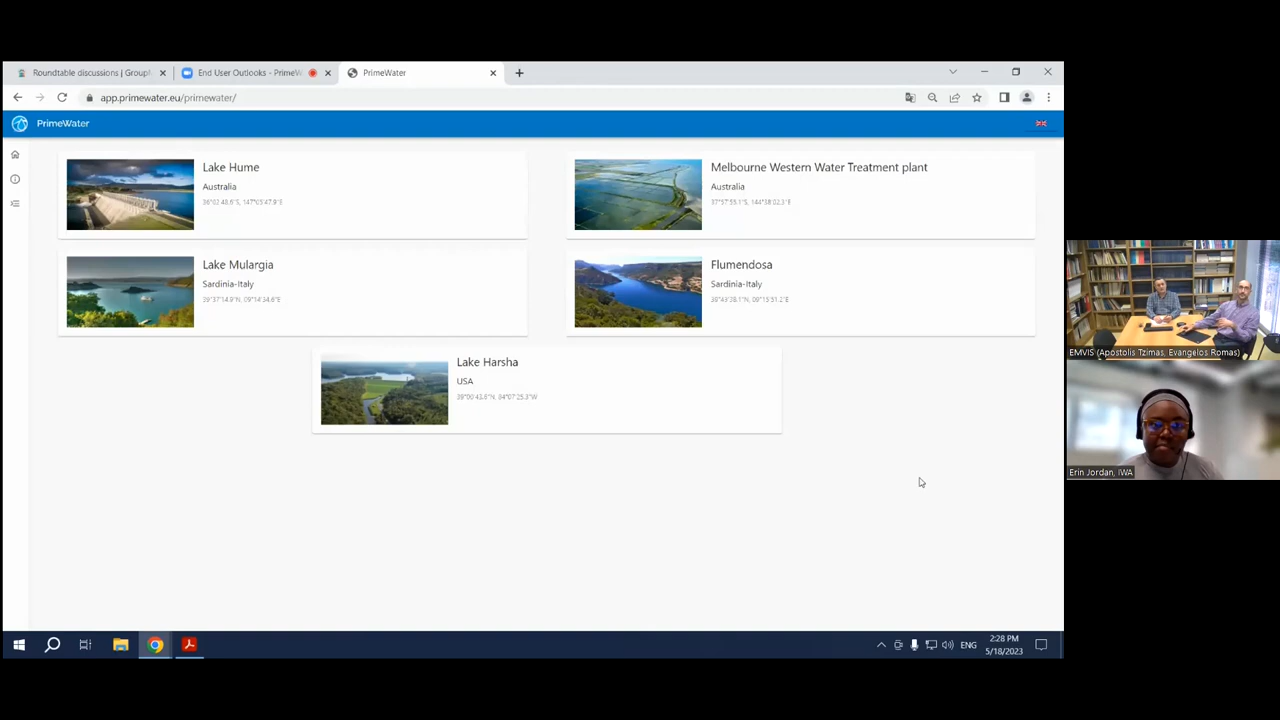 Roundtable discussions | Group
End User Outlooks - PrimeW
PrimeWater
app.primewater.eu/primewater/
PrimeWater
Lake Hume
Australia
Melbourne Western Water Treatment plant
Australia
Lake Mulargia
Sardinia-Italy
Flumendosa
Sardinia-Italy
Lake Harsha
USA
EMVIS (Apostolis Tzimas, Evangelos Romas)
Erin Jordan, IWA
ENG
2:28 PM
5/18/2023